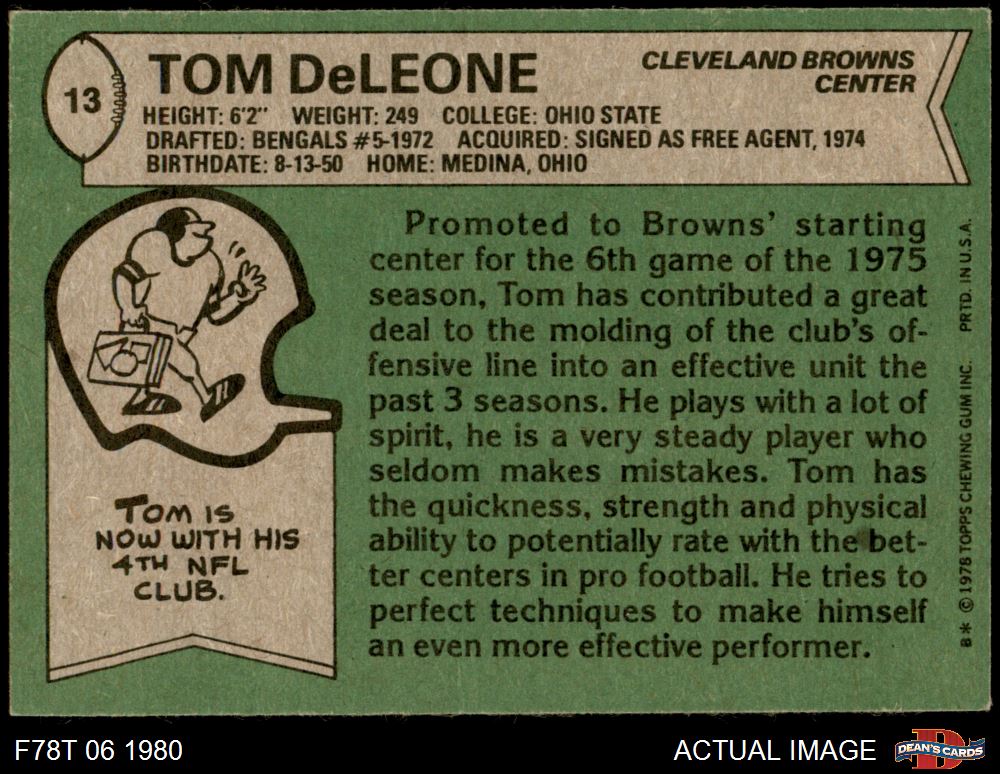 13
TOM DeLEONE
CLEVELAND BROWNS
CENTER
HEIGHT: 6'2" WEIGHT: 249 COLLEGE: OHIO STATE
DRAFTED: BENGALS #5-1972 ACQUIRED: SIGNED AS FREE AGENT, 1974
BIRTHDATE: 8-13-50 HOME: MEDINA, OHIO
TOM IS
NOW WITH HIS
4TH NFL
CLUB.
Promoted to Browns' starting
center for the 6th game of the 1975
season, Tom has contributed a great
deal to the molding of the club's of-
fensive line into an effective unit the
past 3 seasons. He plays with a lot of
spirit, he is a very steady player who
seldom makes mistakes. Tom has
the quickness, strength and physical
ability to potentially rate with the bet-
ter centers in pro football. He tries to
perfect techniques to make himself
an even more effective performer.
B* © 1978 TOPPS CHEWING GUM INC. PRTD. IN U.S.A.
F78T 06 1980
ACTUAL IMAGE
D
DEAN'S CARDS